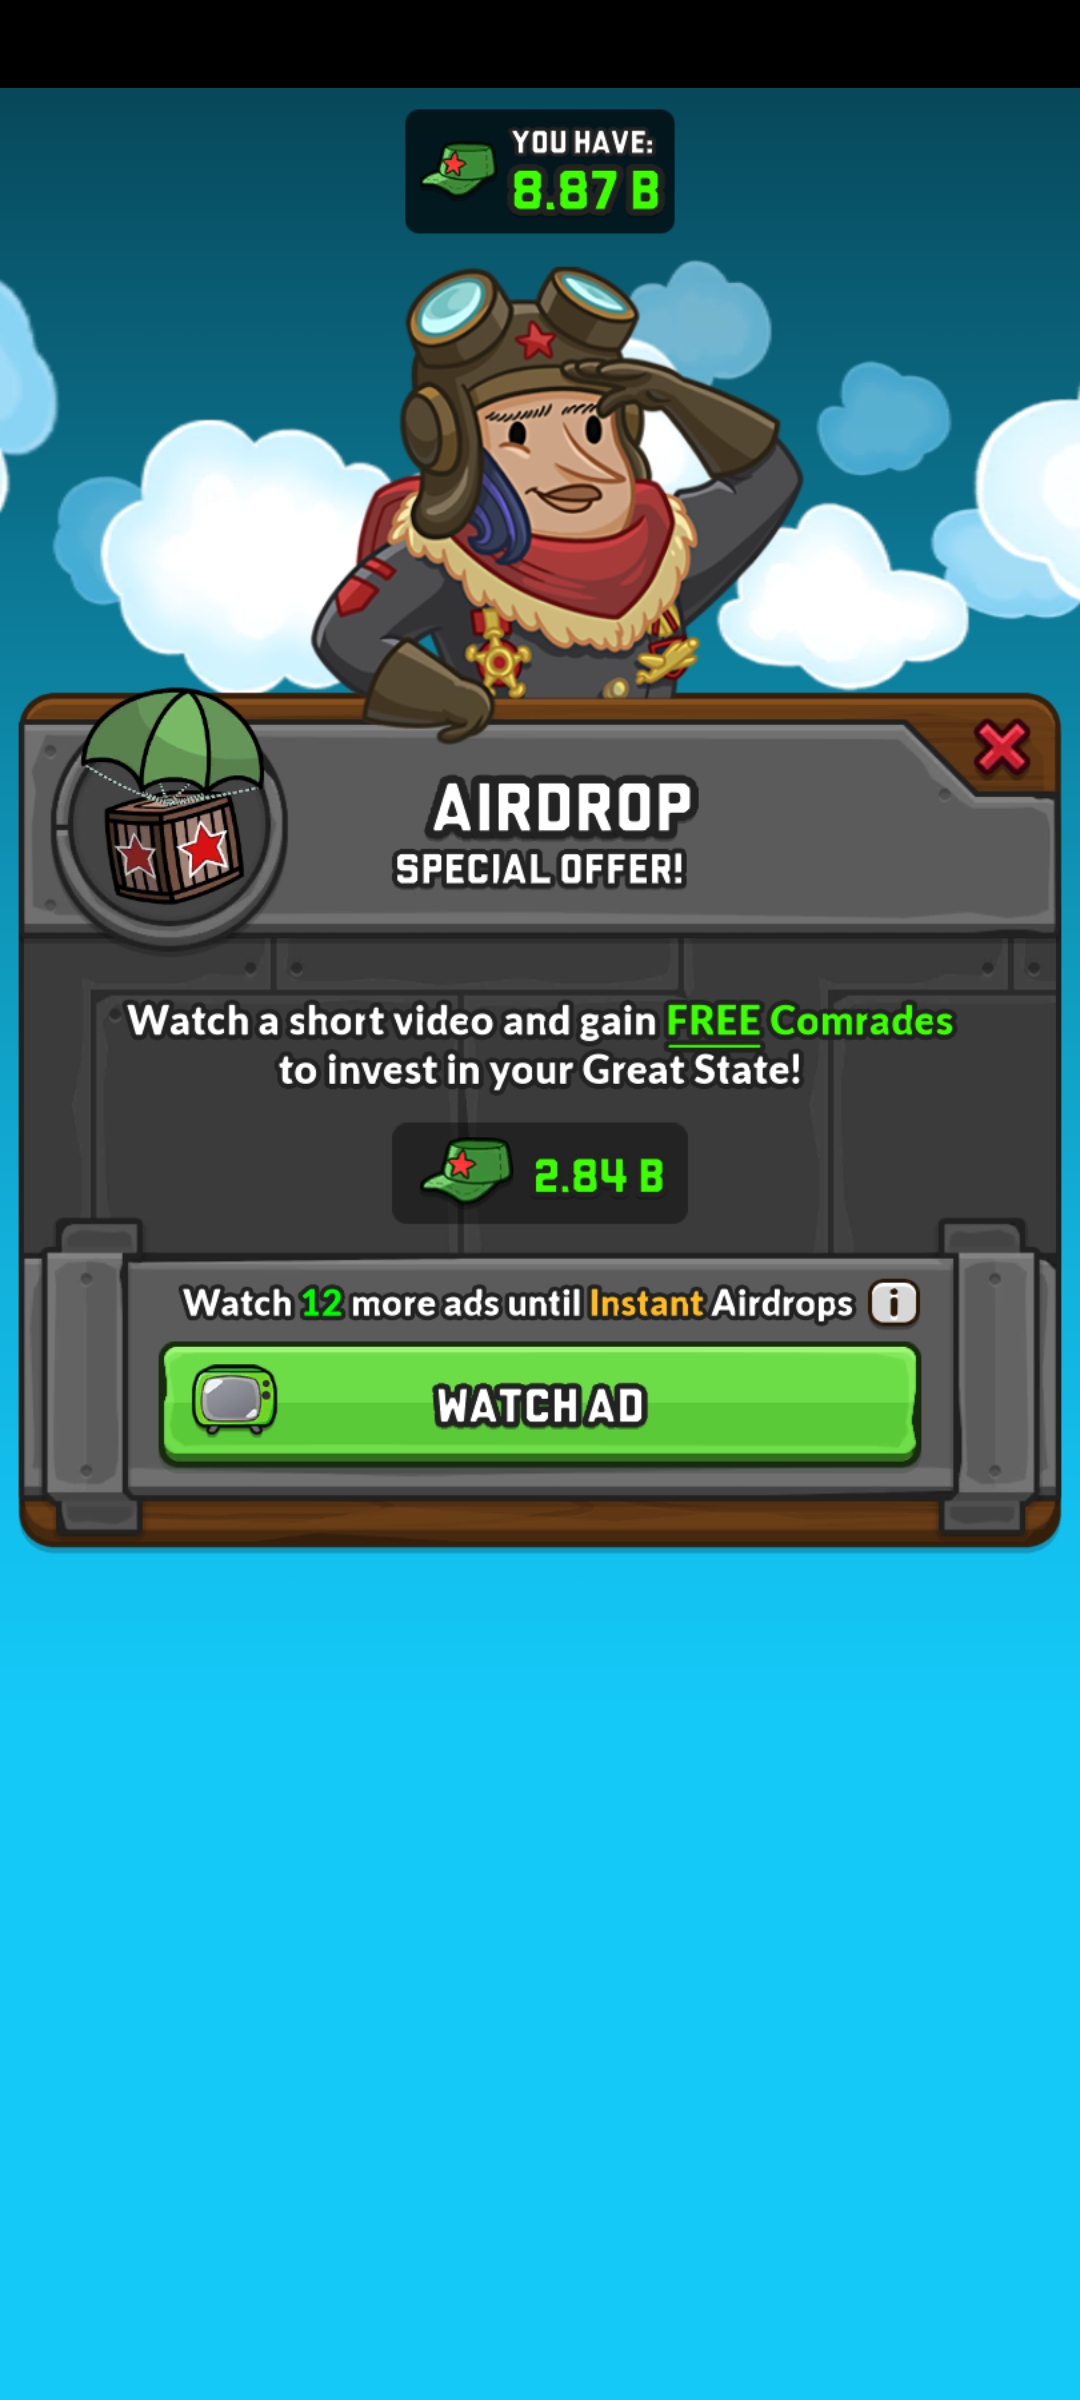 YOU HAVE:
8.87 B
AIRDROP
SPECIAL OFFER!
Watch a short video and gain FREE Comrades
to invest in your Great State!
2.84 B
Watch 12 more ads until Instant Airdrops i
WATCH AD